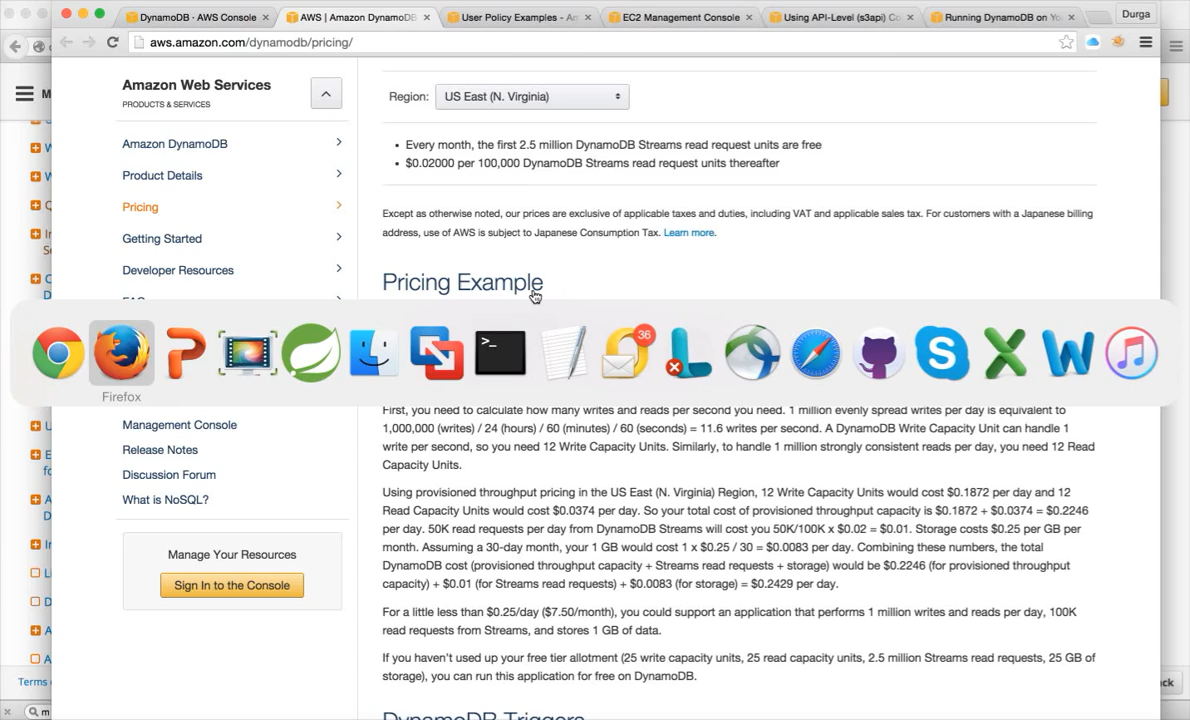 DynamoDB · AWS Console
AWS | Amazon DynamoDB
User Policy Examples - Am
EC2 Management Console
Using API-Level (s3api) Co
Running DynamoDB on Yo
Durga
aws.amazon.com/dynamodb/pricing/
Amazon Web Services
PRODUCTS & SERVICES
Amazon DynamoDB
Product Details
Pricing
Getting Started
Developer Resources
Management Console
Release Notes
Discussion Forum
What is NoSQL?
Manage Your Resources
Sign In to the Console
Region: US East (N. Virginia)
• Every month, the first 2.5 million DynamoDB Streams read request units are free
• $0.02000 per 100,000 DynamoDB Streams read request units thereafter
Except as otherwise noted, our prices are exclusive of applicable taxes and duties, including VAT and applicable sales tax. For customers with a Japanese billing
address, use of AWS is subject to Japanese Consumption Tax. Learn more.
Pricing Example
36
Firefox
First, you need to calculate how many writes and reads per second you need. 1 million evenly spread writes per day is equivalent to
1,000,000 (writes) / 24 (hours) / 60 (minutes) / 60 (seconds) = 11.6 writes per second. A DynamoDB Write Capacity Unit can handle 1
write per second, so you need 12 Write Capacity Units. Similarly, to handle 1 million strongly consistent reads per day, you need 12 Read
Capacity Units.
Using provisioned throughput pricing in the US East (N. Virginia) Region, 12 Write Capacity Units would cost $0.1872 per day and 12
Read Capacity Units would cost $0.0374 per day. So your total cost of provisioned throughput capacity is $0.1872 + $0.0374 = $0.2246
per day. 50K read requests per day from DynamoDB Streams will cost you 50K/100K x $0.02 = $0.01. Storage costs $0.25 per GB per
month. Assuming a 30-day month, your 1 GB would cost 1 x $0.25 / 30 = $0.0083 per day. Combining these numbers, the total
DynamoDB cost (provisioned throughput capacity + Streams read requests + storage) would be $0.2246 (for provisioned throughput
capacity) + $0.01 (for Streams read requests) + $0.0083 (for storage) = $0.2429 per day.
For a little less than $0.25/day ($7.50/month), you could support an application that performs 1 million writes and reads per day, 100K
read requests from Streams, and stores 1 GB of data.
If you haven't used up your free tier allotment (25 write capacity units, 25 read capacity units, 2.5 million Streams read requests, 25 GB of
storage), you can run this application for free on DynamoDB.
DynamoDB Triggers
Terms